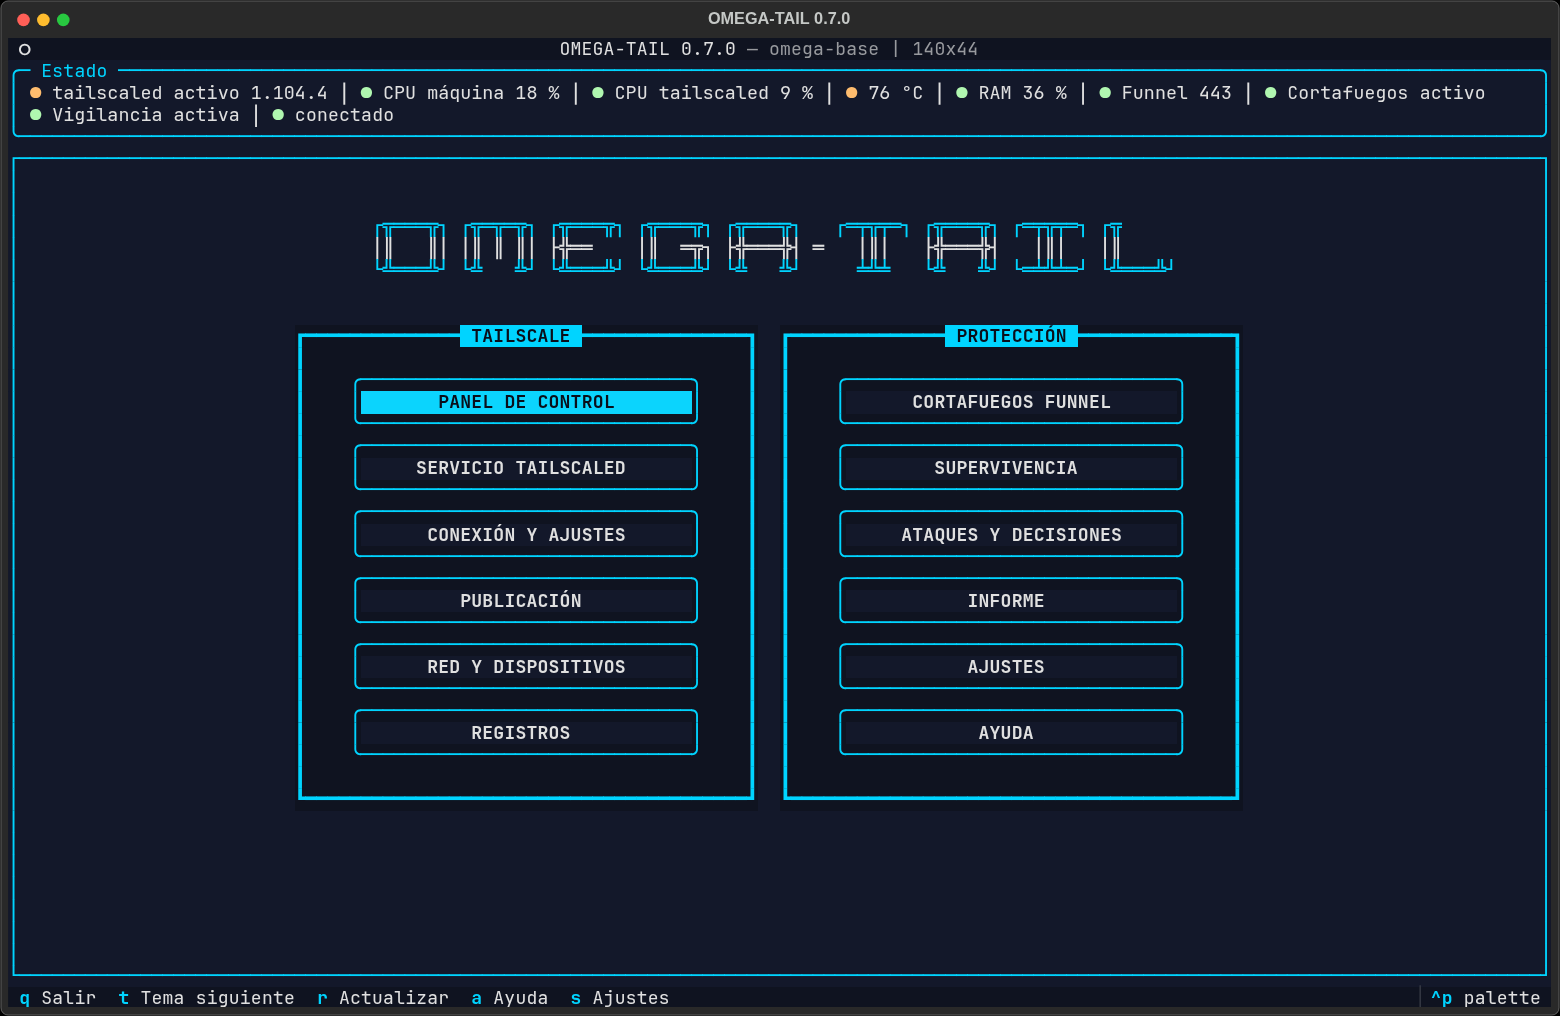 OMEGA-TAIL 0.7.0
OMEGA-TAIL 0.7.0 — omega-base | 140x44
Estado
tailscaled activo 1.104.4 | CPU máquina 18 % | CPU tailscaled 9 % | 76 °C | RAM 36 % | Funnel 443 | Cortafuegos activo
Vigilancia activa | conectado
OMEGA-TAIL
TAILSCALE
PANEL DE CONTROL
SERVICIO TAILSCALED
CONEXIÓN Y AJUSTES
PUBLICACIÓN
RED Y DISPOSITIVOS
REGISTROS
PROTECCIÓN
CORTAFUEGOS FUNNEL
SUPERVIVENCIA
ATAQUES Y DECISIONES
INFORME
AJUSTES
AYUDA
q Salir t Tema siguiente r Actualizar a Ayuda s Ajustes ^p palette